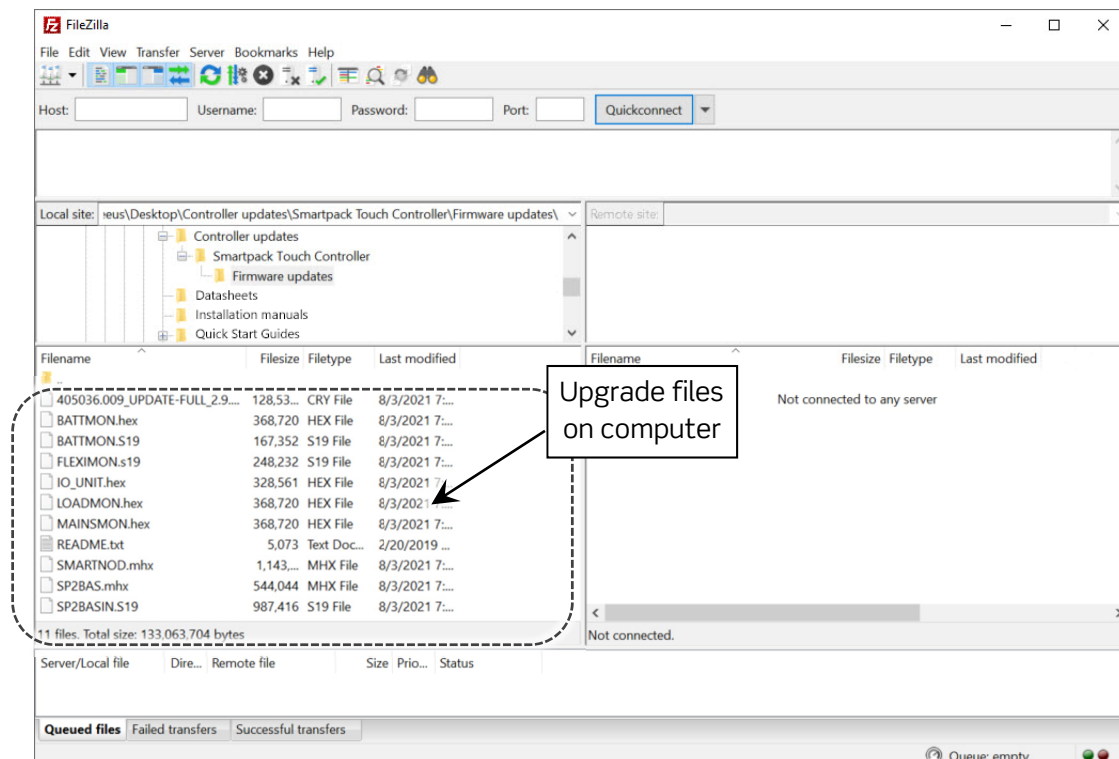 FileZilla
File Edit View Transfer Server Bookmarks Help
Host: Username: Password: Port: Quickconnect
Local site: eus\Desktop\Controller updates\Smartpack Touch Controller\Firmware updates\ Remote site:
Controller updates
Smartpack Touch Controller
Firmware updates
Datasheets
Installation manuals
Quick Start Guides
Filename Filesize Filetype Last modified Filename Filesize Filetype Last modified
..
Upgrade files
on computer
Not connected to any server
405036.009_UPDATE-FULL_2.9.... 128,53... CRY File 8/3/2021 7:...
BATTMON.hex 368,720 HEX File 8/3/2021 7:...
BATTMON.S19 167,352 S19 File 8/3/2021 7:...
FLEXIMON.s19 248,232 S19 File 8/3/2021 7:...
IO_UNIT.hex 328,561 HEX File 8/3/2021 7:...
LOADMON.hex 368,720 HEX File 8/3/2021 7:...
MAINSMON.hex 368,720 HEX File 8/3/2021 7:...
README.txt 5,073 Text Doc... 2/20/2019 ...
SMARTNOD.mhx 1,143,... MHX File 8/3/2021 7:...
SP2BAS.mhx 544,044 MHX File 8/3/2021 7:...
SP2BASIN.S19 987,416 S19 File 8/3/2021 7:...
11 files. Total size: 133,063,704 bytes Not connected.
Server/Local file Dire... Remote file Size Prio... Status
Queued files Failed transfers Successful transfers
Queue: empty